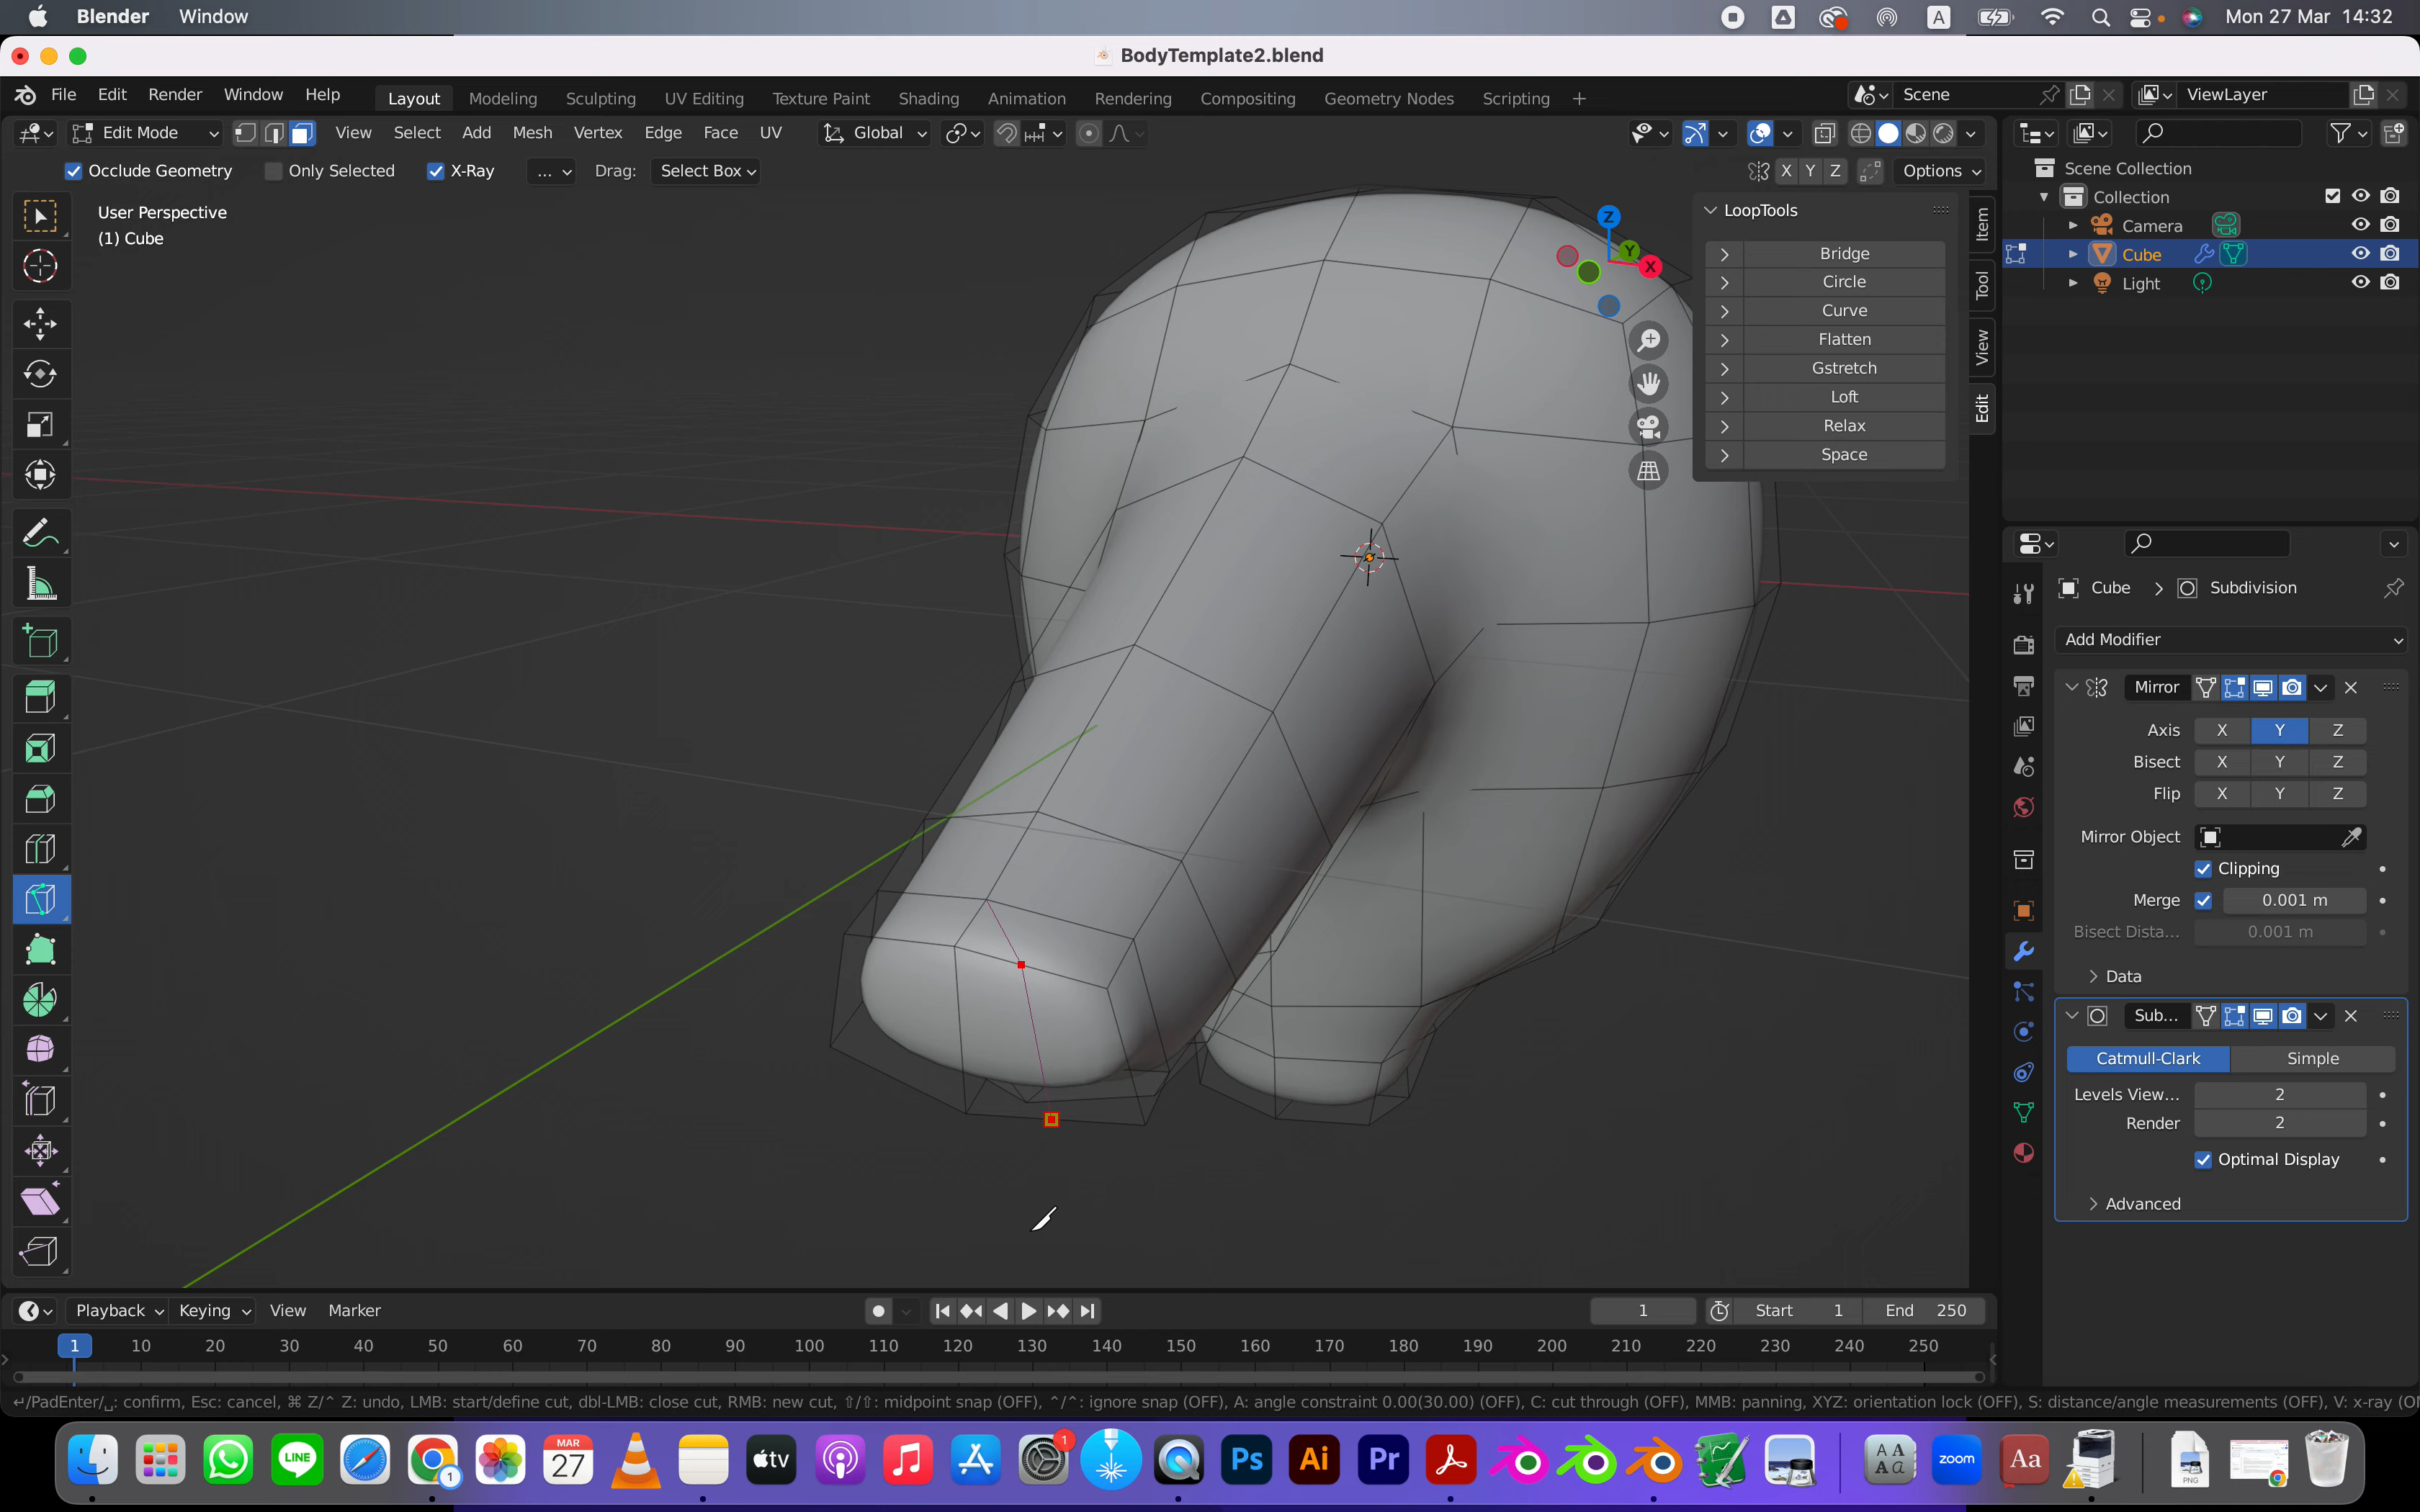 Blender Window Mon 27 Mar 14:32
BodyTemplate2.blend
File Edit Render Window Help Layout Modeling Sculpting UV Editing Texture Paint Shading Animation Rendering Compositing Geometry Nodes Scripting + Scene ViewLayer
Edit Mode View Select Add Mesh Vertex Edge Face UV Global
Occlude Geometry Only Selected X-Ray ... Drag: Select Box X Y Z Options
User Perspective
(1) Cube
LoopTools
Bridge
Circle
Curve
Flatten
Gstretch
Loft
Relax
Space
Item
Tool
View
Edit
Z
Y
X
Scene Collection
Collection
Camera
Cube
Light
Cube > Subdivision
Add Modifier
Mirror
Axis X Y Z
Bisect X Y Z
Flip X Y Z
Mirror Object
Clipping
Merge 0.001 m
Bisect Dista... 0.001 m
Data
Sub...
Catmull-Clark Simple
Levels View... 2
Render 2
Optimal Display
Advanced
Playback Keying View Marker 1 Start 1 End 250
1 10 20 30 40 50 60 70 80 90 100 110 120 130 140 150 160 170 180 190 200 210 220 230 240 250
↵/PadEnter/␣: confirm, Esc: cancel, ⌘ Z/⌃ Z: undo, LMB: start/define cut, dbl-LMB: close cut, RMB: new cut, ⇧/⇧: midpoint snap (OFF), ⌃/⌃: ignore snap (OFF), A: angle constraint 0.00(30.00) (OFF), C: cut through (OFF), MMB: panning, XYZ: orientation lock (OFF), S: distance/angle measurements (OFF), V: x-ray (O
LINE 1 MAR 27 tv 1 Ps Ai Pr A A A a zoom Aa PNG